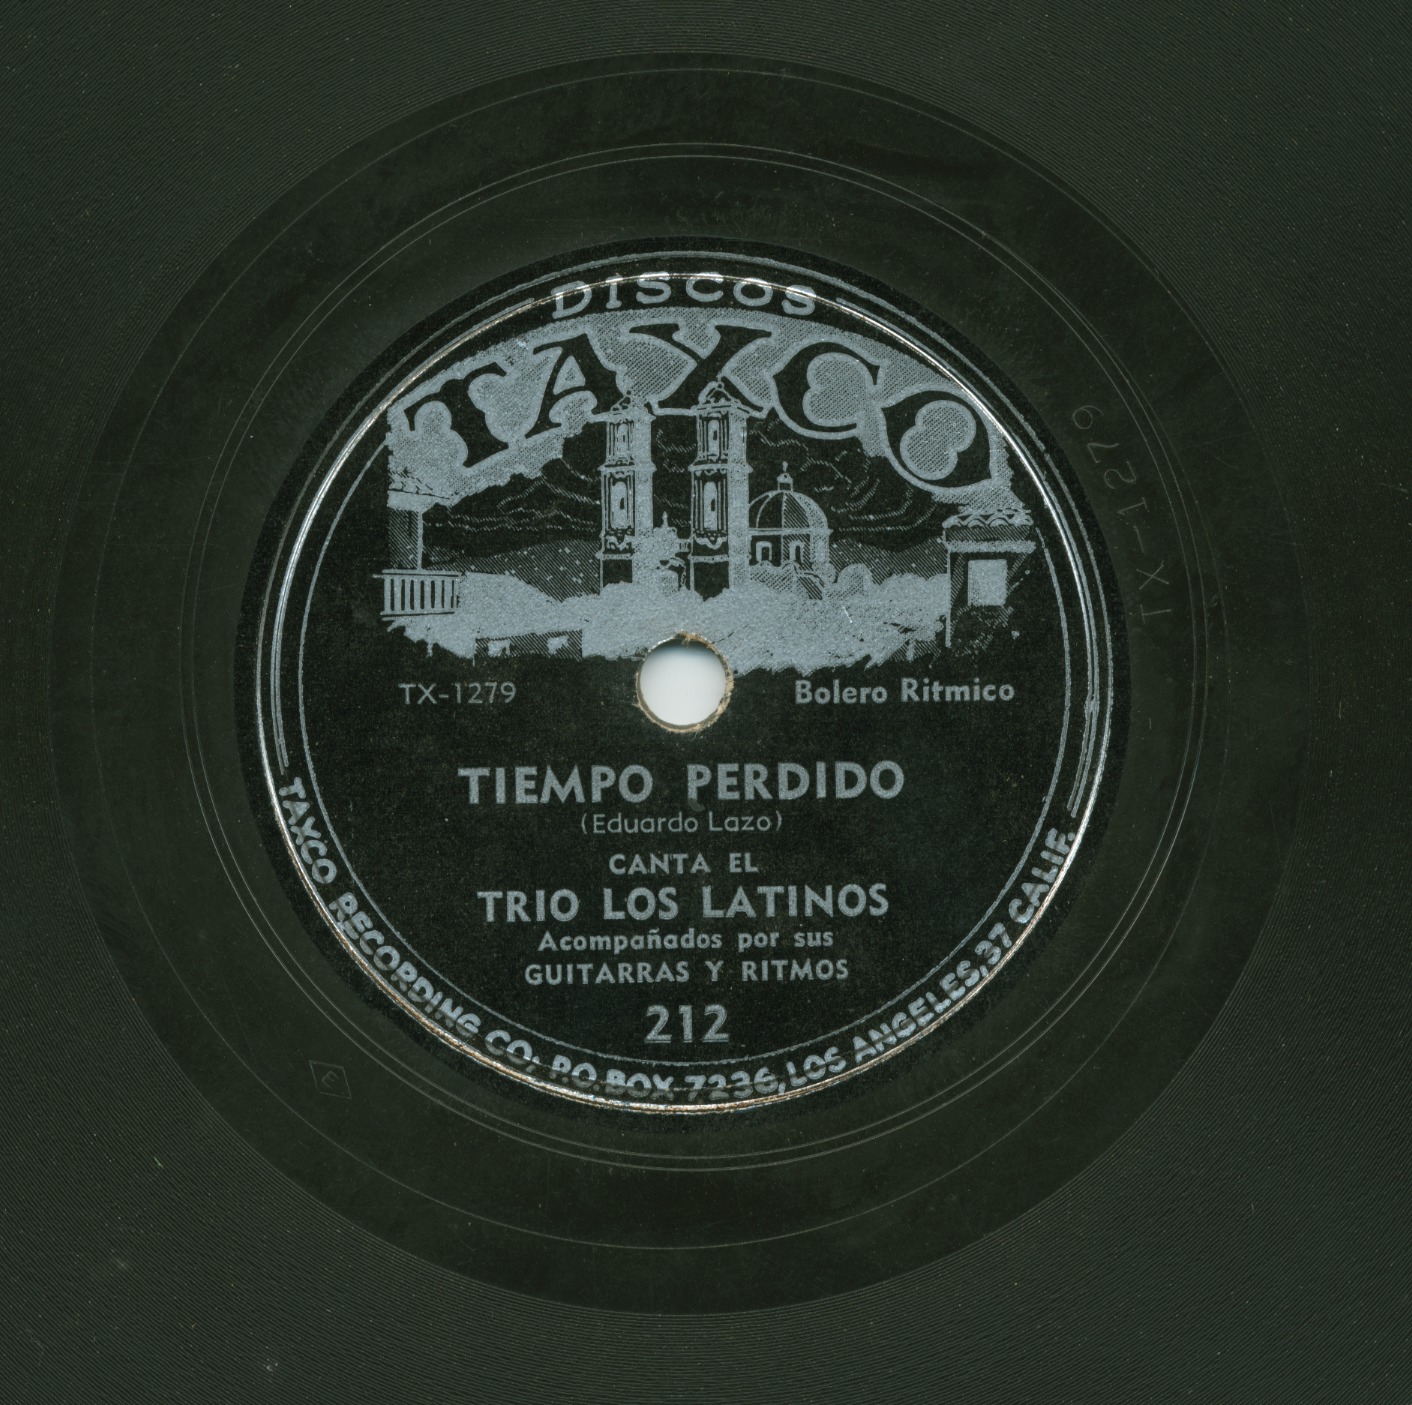 DISCOS
TAXCO
TX-1279
Bolero Ritmico
TIEMPO PERDIDO
(Eduardo Lazo)
CANTA EL
TRIO LOS LATINOS
Acompañados por sus
GUITARRAS Y RITMOS
212
TAXCO RECORDING CO; P.O. BOX 7236, LOS ANGELES, 37 CALIF.
TX-1279